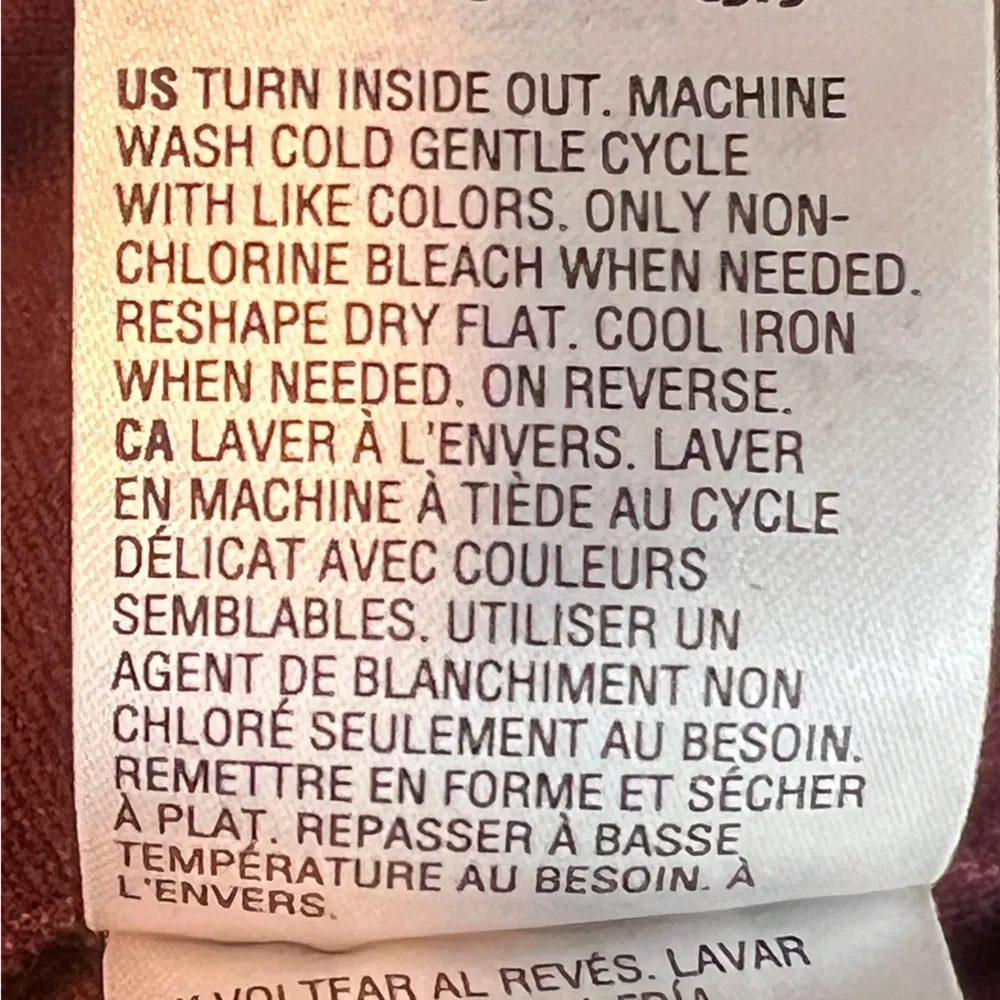 US TURN INSIDE OUT. MACHINE
WASH COLD GENTLE CYCLE
WITH LIKE COLORS. ONLY NON-
CHLORINE BLEACH WHEN NEEDED.
RESHAPE DRY FLAT. COOL IRON
WHEN NEEDED. ON REVERSE.
CA LAVER À L'ENVERS. LAVER
EN MACHINE À TIÈDE AU CYCLE
DÉLICAT AVEC COULEURS
SEMBLABLES. UTILISER UN
AGENT DE BLANCHIMENT NON
CHLORÉ SEULEMENT AU BESOIN.
REMETTRE EN FORME ET SÉCHER
À PLAT. REPASSER À BASSE
TEMPÉRATURE AU BESOIN. À
L'ENVERS.
VOLTEAR AL REVÉS. LAVAR